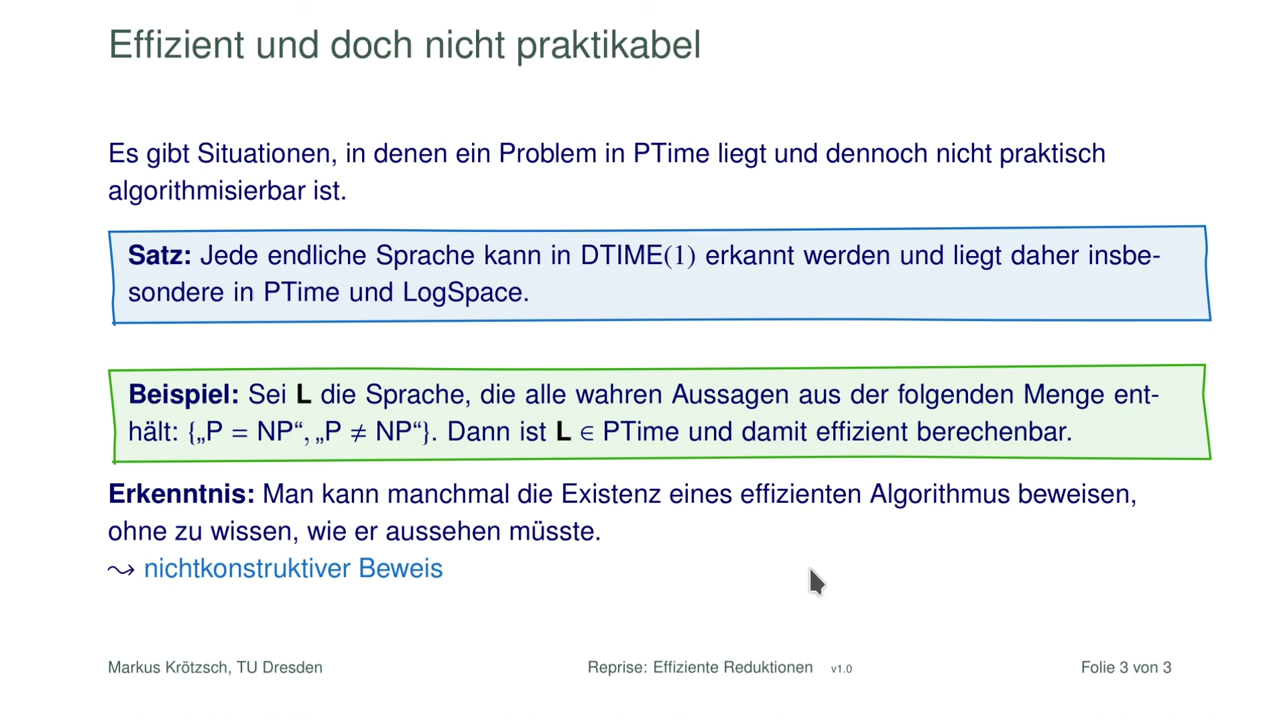 Effizient und doch nicht praktikabel
Es gibt Situationen, in denen ein Problem in PTime liegt und dennoch nicht praktisch
algorithmisierbar ist.
Satz: Jede endliche Sprache kann in DTIME(1) erkannt werden und liegt daher insbe-
sondere in PTime und LogSpace.
Beispiel: Sei L die Sprache, die alle wahren Aussagen aus der folgenden Menge ent-
hält: {„P = NP“, „P ≠ NP“}. Dann ist L ∈ PTime und damit effizient berechenbar.
Erkenntnis: Man kann manchmal die Existenz eines effizienten Algorithmus beweisen,
ohne zu wissen, wie er aussehen müsste.
⤳ nichtkonstruktiver Beweis
Markus Krötzsch, TU Dresden
Reprise: Effiziente Reduktionen v1.0
Folie 3 von 3